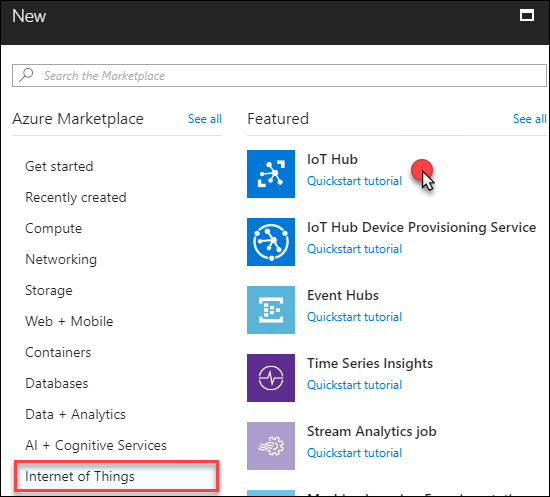 New
Search the Marketplace
Azure Marketplace See all
Featured See all
Get started
Recently created
Compute
Networking
Storage
Web + Mobile
Containers
Databases
Data + Analytics
AI + Cognitive Services
Internet of Things
IoT Hub
Quickstart tutorial
IoT Hub Device Provisioning Service
Quickstart tutorial
Event Hubs
Quickstart tutorial
Time Series Insights
Quickstart tutorial
Stream Analytics job
Quickstart tutorial